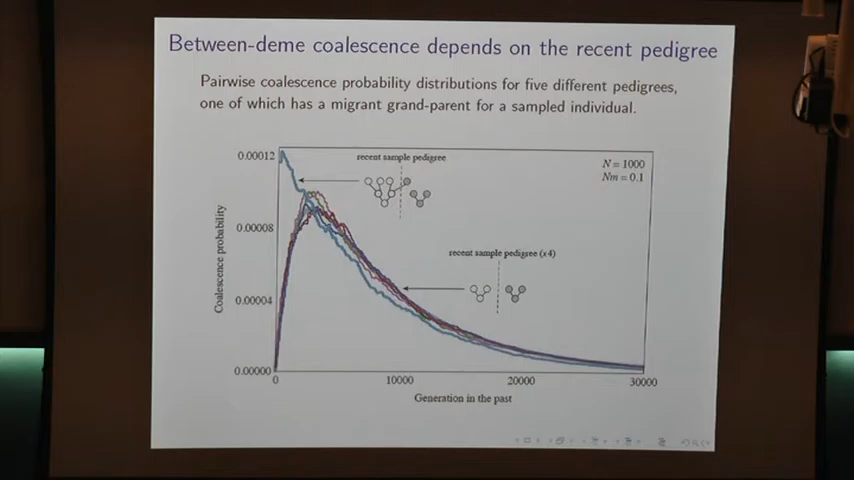 Between-deme coalescence depends on the recent pedigree
Pairwise coalescence probability distributions for five different pedigrees,
one of which has a migrant grand-parent for a sampled individual.
0.00012
recent sample pedigree
N = 1000
Nm = 0.1
0.00008
Coalescence probability
recent sample pedigree (x4)
0.00004
0.00000
0
10000
20000
30000
Generation in the past